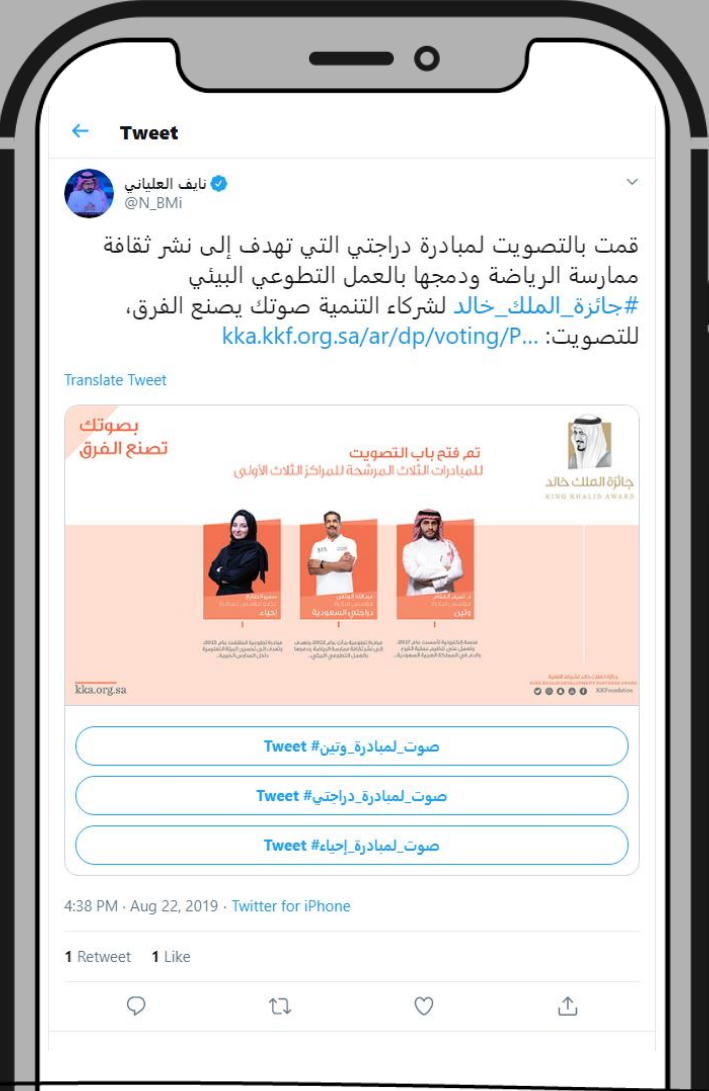 Tweet
نايف العلياني
@N_BMi
قمت بالتصويت لمبادرة دراجتي التي تهدف إلى نشر ثقافة
ممارسة الرياضة ودمجها بالعمل التطوعي البيئي
#جائزة_الملك_خالد لشركاء التنمية صوتك يصنع الفرق،
للتصويت: kka.kkf.org.sa/ar/dp/voting/P...
Translate Tweet
بصوتك
تصنع الفرق
تم فتح باب التصويت
للمبادرات الثلاث المرشحة للمراكز الثلاث الأولى
جائزة الملك خالد
KING KHALID AWARD
وتين
دراجتي السعودية
إحياء
kka.org.sa
KKFoundation
Tweet #صوت_لمبادرة_وتين
Tweet #صوت_لمبادرة_دراجتي
Tweet #صوت_لمبادرة_إحياء
4:38 PM · Aug 22, 2019 · Twitter for iPhone
1 Retweet 1 Like